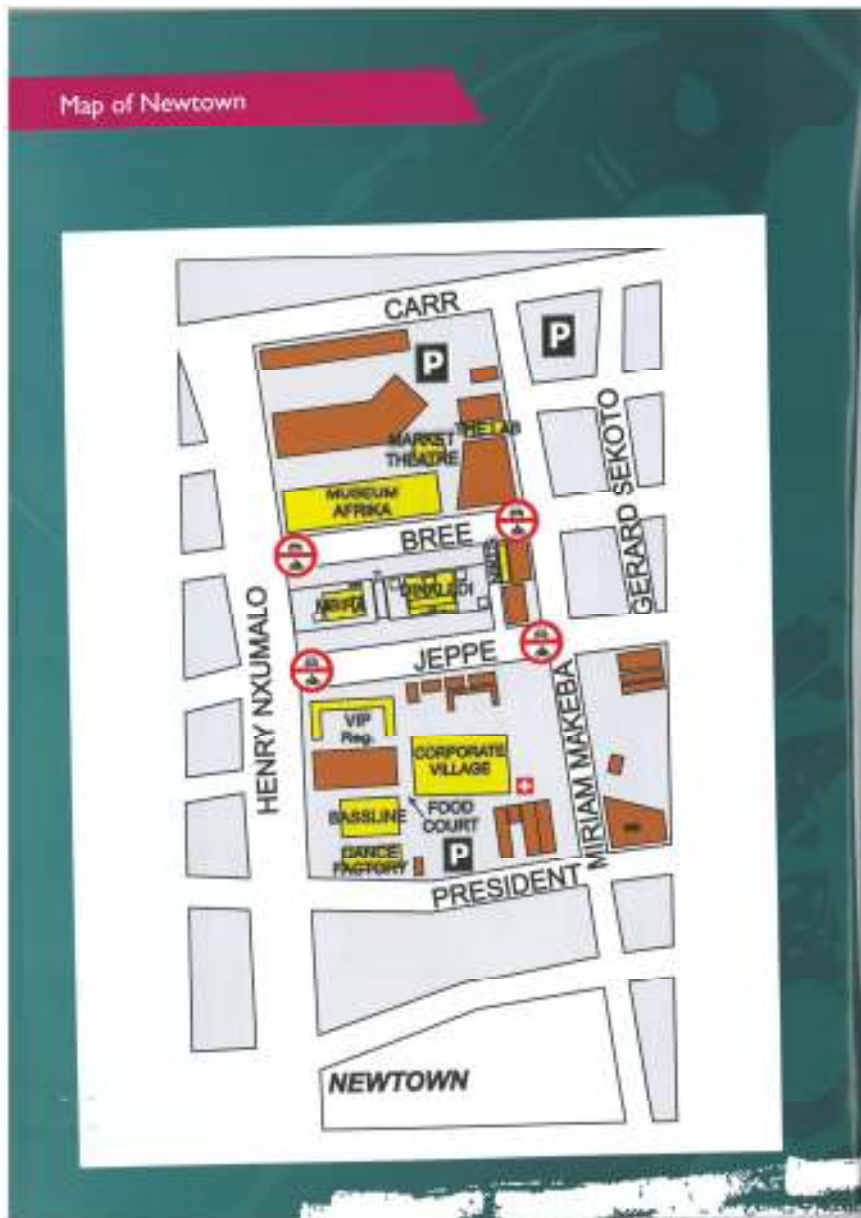 Map of Newtown
CARR
P
P
THE LAB
MARKET
THEATRE
GERARD SEKOTO
MUSEUM
AFRIKA
BREE
DINALEDI
HENRY NXUMALO
JEPPE
VIP
Reg.
CORPORATE
VILLAGE
MIRIAM MAKEBA
BASSLINE
FOOD
COURT
DANCE
FACTORY
P
PRESIDENT
NEWTOWN